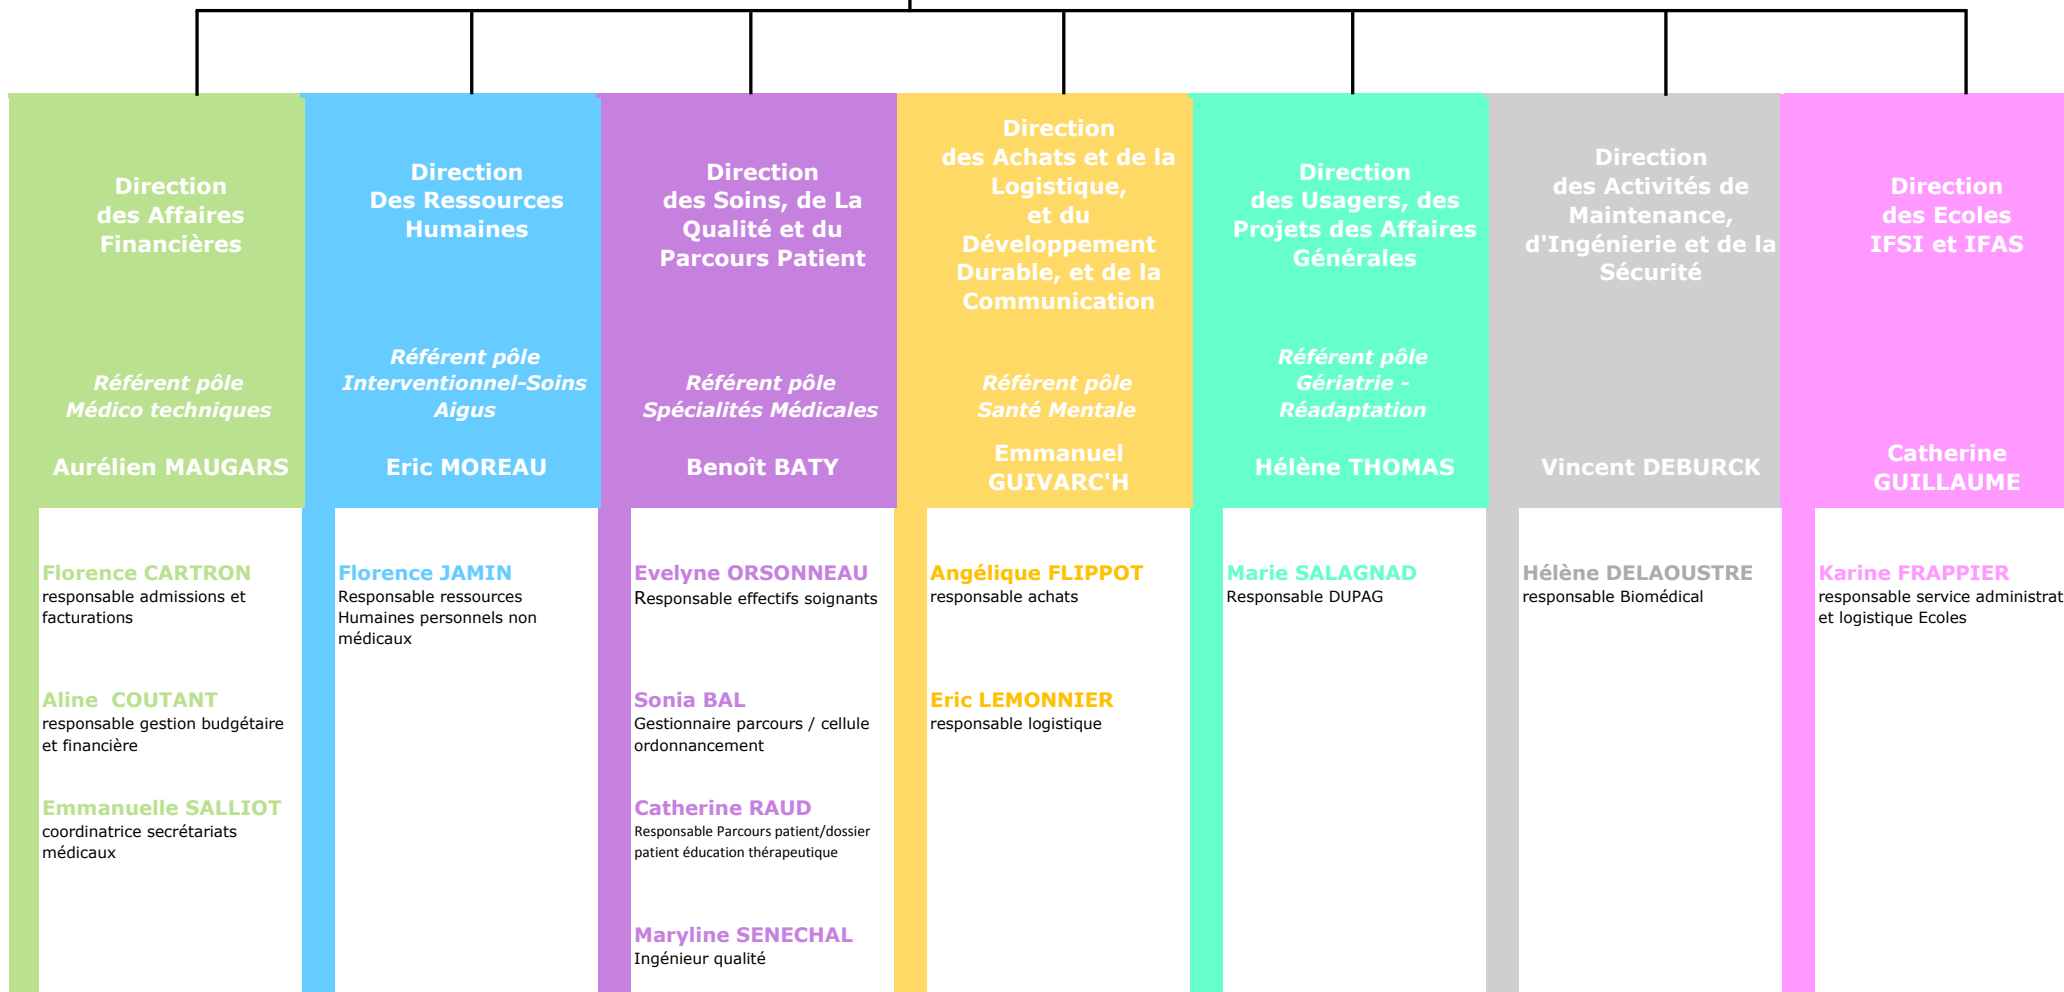 Direction
des Affaires
Financières
Référent pôle
Médico techniques
Aurélien MAUGARS
Florence CARTRON
responsable admissions et
facturations
Aline  COUTANT
responsable gestion budgétaire
et financière
Emmanuelle SALLIOT
coordinatrice secrétariats
médicaux
Direction
Des Ressources
Humaines
Référent pôle
Interventionnel-Soins
Aigus
Eric MOREAU
Florence JAMIN
Responsable ressources
Humaines personnels non
médicaux
Direction
des Soins, de La
Qualité et du
Parcours Patient
Référent pôle
Spécialités Médicales
Benoît BATY
Evelyne ORSONNEAU
Responsable effectifs soignants
Sonia BAL
Gestionnaire parcours / cellule
ordonnancement
Catherine RAUD
Responsable Parcours patient/dossier
patient éducation thérapeutique
Maryline SENECHAL
Ingénieur qualité
Direction
des Achats et de la
Logistique,
et du
Développement
Durable, et de la
Communication
Référent pôle
Santé Mentale
Emmanuel
GUIVARC'H
Angélique FLIPPOT
responsable achats
Eric LEMONNIER
responsable logistique
Direction
des Usagers, des
Projets des Affaires
Générales
Référent pôle
Gériatrie -
Réadaptation
Hélène THOMAS
Marie SALAGNAD
Responsable DUPAG
Direction
des Activités de
Maintenance,
d'Ingénierie et de la
Sécurité
Vincent DEBURCK
Hélène DELAOUSTRE
responsable Biomédical
Direction
des Ecoles
IFSI et IFAS
Catherine
GUILLAUME
Karine FRAPPIER
responsable service administrat
et logistique Ecoles